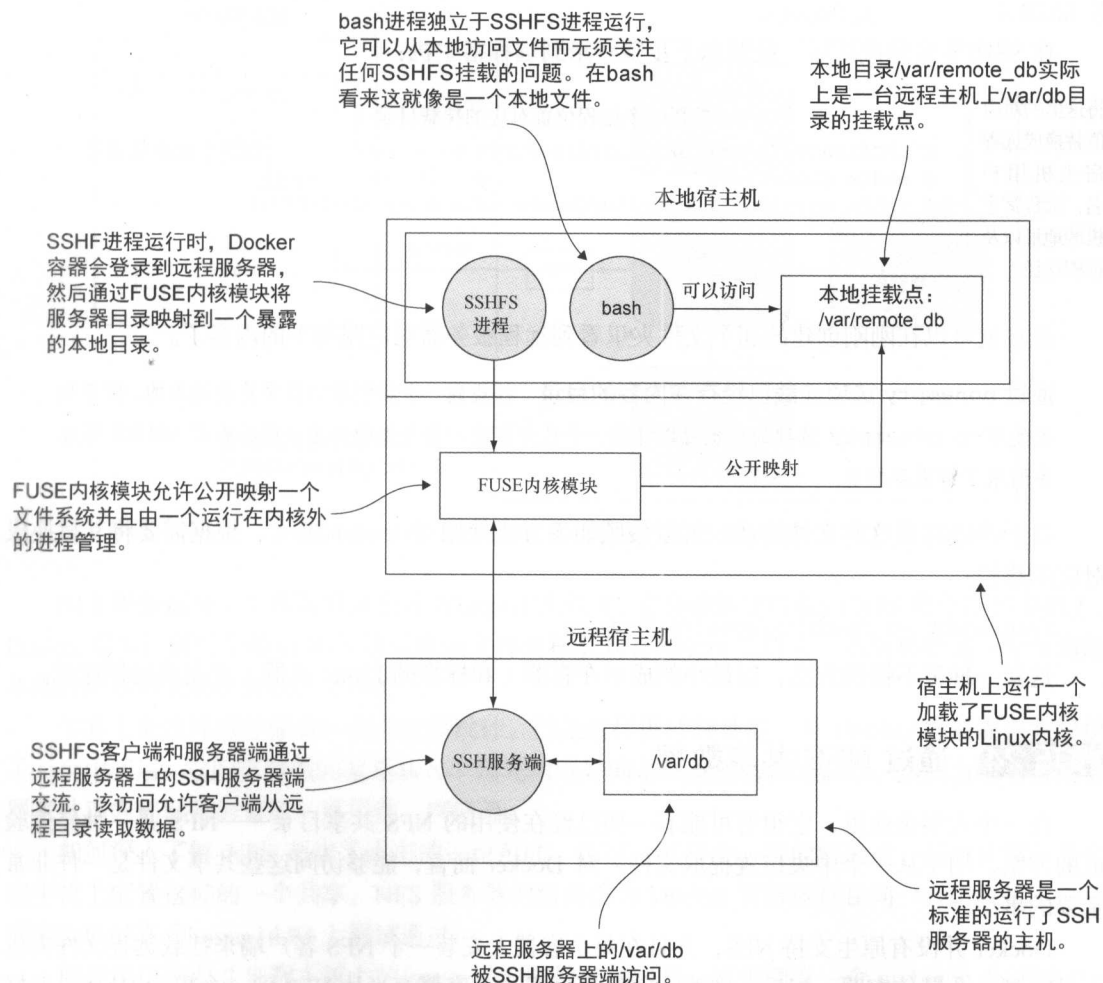 bash进程独立于SSHFS进程运行，
它可以从本地访问文件而无须关注
任何SSHFS挂载的问题。在bash
看来这就像是一个本地文件。
本地目录/var/remote_db实际
上是一台远程主机上/var/db目
录的挂载点。
本地宿主机
SSHF进程运行时，Docker
容器会登录到远程服务器，
然后通过FUSE内核模块将
服务器目录映射到一个暴露
的本地目录。
SSHFS
进程
bash
可以访问
本地挂载点：
/var/remote_db
FUSE内核模块允许公开映射一个
文件系统并且由一个运行在内核外
的进程管理。
FUSE内核模块
公开映射
远程宿主机
宿主机上运行一个
加载了FUSE内核
模块的Linux内核。
SSHFS客户端和服务器端通过
远程服务器上的SSH服务器端
交流。该访问允许客户端从远
程目录读取数据。
SSH服务端
/var/db
远程服务器是一个
标准的运行了SSH
服务器的主机。
远程服务器上的/var/db
被SSH服务器端访问。